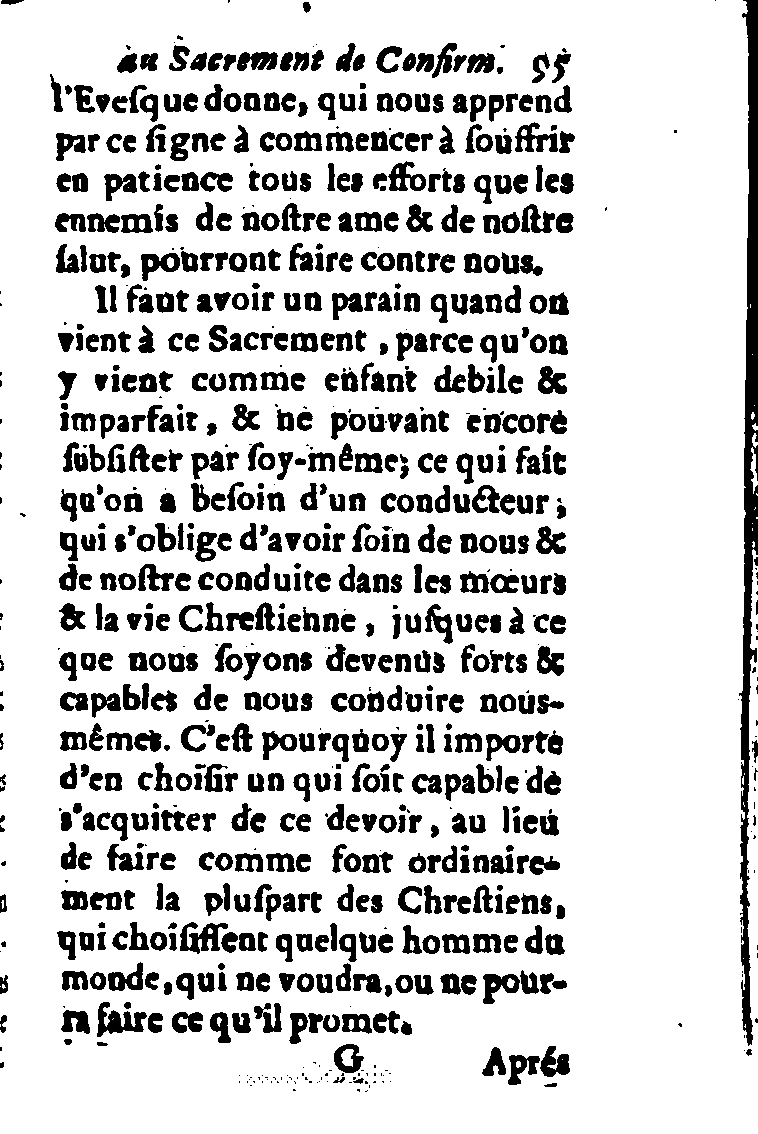 au Sacrement de Confirm. 95
l'Eveſque donne, qui nous apprend
par ce ſigne à commencer à ſouffrir
en patience tous les efforts que les
ennemis de noſtre ame & de noſtre
ſalut, pourront faire contre nous.
Il faut avoir un parain quand on
vient à ce Sacrement, parce qu'on
y vient comme enfant debile &
imparfait, & ne pouvant encore
ſubſiſter par ſoy-même; ce qui fait
qu'on a beſoin d'un conducteur;
qui s'oblige d'avoir ſoin de nous &
de noſtre conduite dans les mœurs
& la vie Chreſtienne, juſques à ce
que nous ſoyons devenus forts &
capables de nous conduire nous-
mêmes. C'eſt pourquoy il importe
d'en choiſir un qui ſoit capable de
s'acquitter de ce devoir, au lieu
de faire comme font ordinaire-
ment la pluſpart des Chreſtiens,
qui choiſiſſent quelque homme du
monde, qui ne voudra, ou ne pour-
ra faire ce qu'il promet.
G Aprés